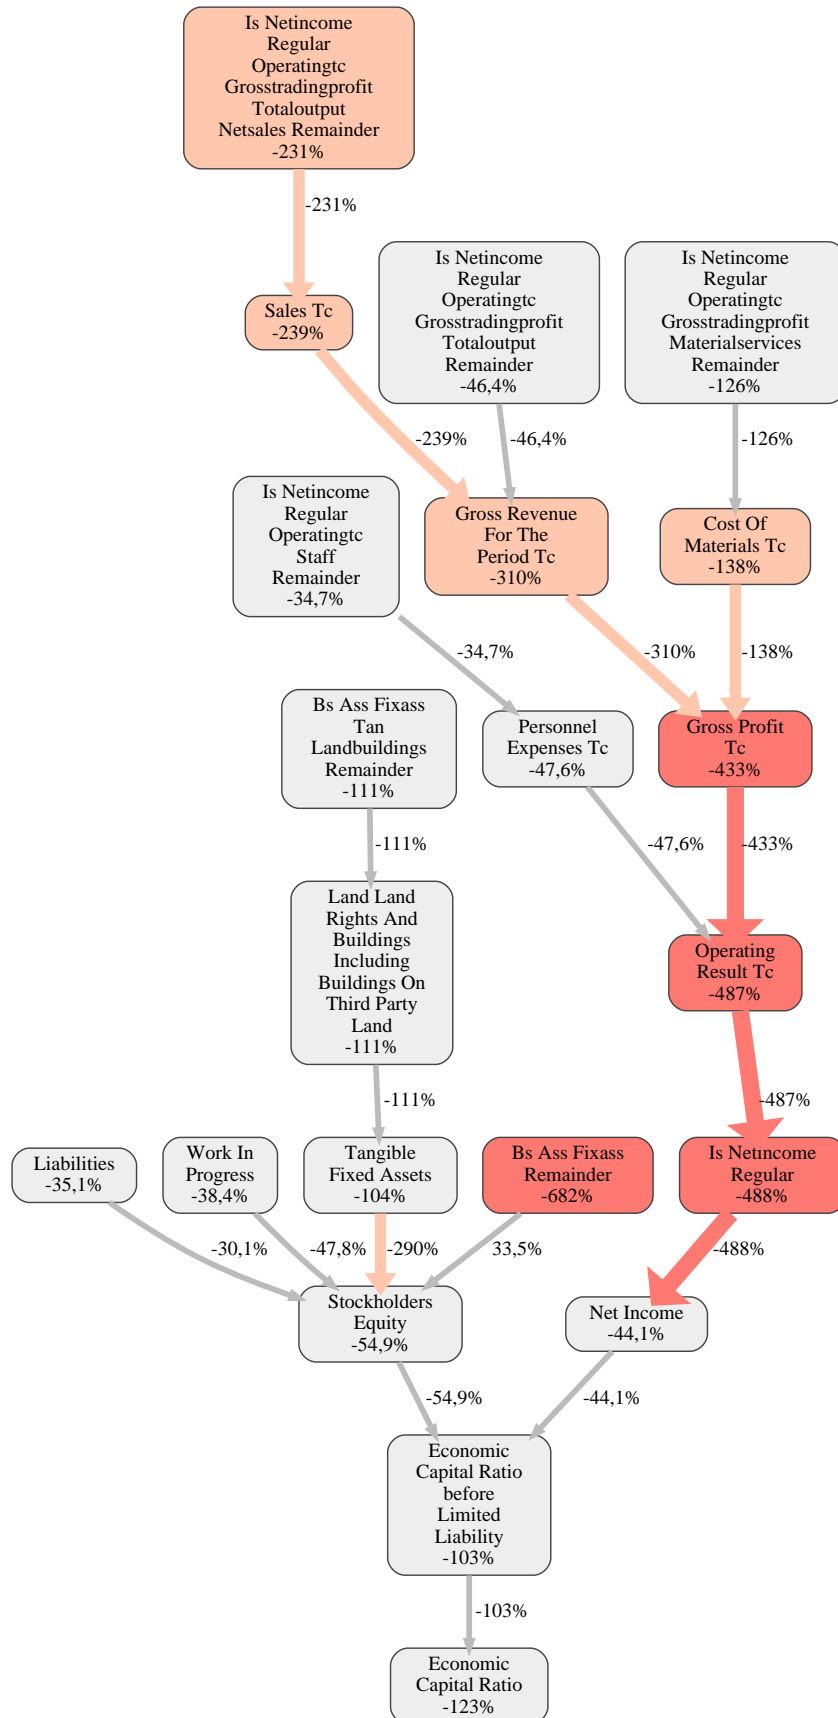 Is Netincome
Regular
Operatingtc
Grosstradingprofit
Totaloutput
Netsales Remainder
-231%
-231%
Sales Tc
-239%
Is Netincome
Regular
Operatingtc
Grosstradingprofit
Totaloutput
Remainder
-46,4%
Is Netincome
Regular
Operatingtc
Grosstradingprofit
Materialservices
Remainder
-126%
-239%
-46,4%
-126%
Is Netincome
Regular
Operatingtc
Staff
Remainder
-34,7%
Gross Revenue
For The
Period Tc
-310%
Cost Of
Materials Tc
-138%
-34,7%
-310%
-138%
Bs Ass Fixass
Tan
Landbuildings
Remainder
-111%
Personnel
Expenses Tc
-47,6%
Gross Profit
Tc
-433%
-111%
-47,6%
-433%
Land Land
Rights And
Buildings
Including
Buildings On
Third Party
Land
-111%
Operating
Result Tc
-487%
-111%
-487%
Liabilities
-35,1%
Work In
Progress
-38,4%
Tangible
Fixed Assets
-104%
Bs Ass Fixass
Remainder
-682%
Is Netincome
Regular
-488%
-30,1%
-47,8%
-290%
33,5%
-488%
Stockholders
Equity
-54,9%
Net Income
-44,1%
-54,9%
-44,1%
Economic
Capital Ratio
before
Limited
Liability
-103%
-103%
Economic
Capital Ratio
-123%